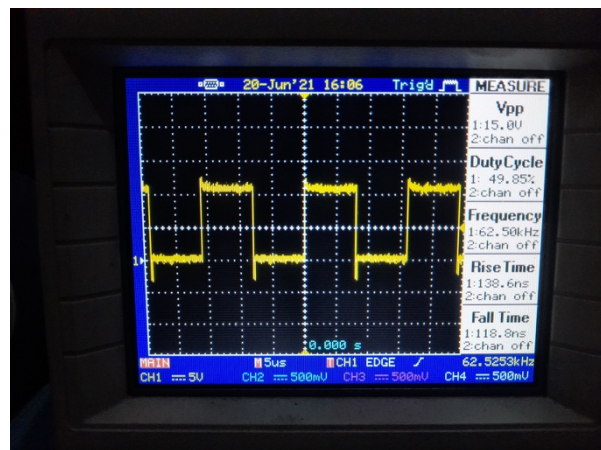 20-Jun'21 16:06 Trig'd MEASURE
Vpp
1:15.0V
2:chan off
DutyCycle
1: 49.85%
2:chan off
Frequency
1:62.50kHz
2:chan off
Rise Time
1:138.6ns
2:chan off
Fall Time
1:118.8ns
2:chan off
1
0.000 s
MAIN M 5us T CH1 EDGE 62.5253kHz
CH1 5V CH2 500mV CH3 500mV CH4 500mV